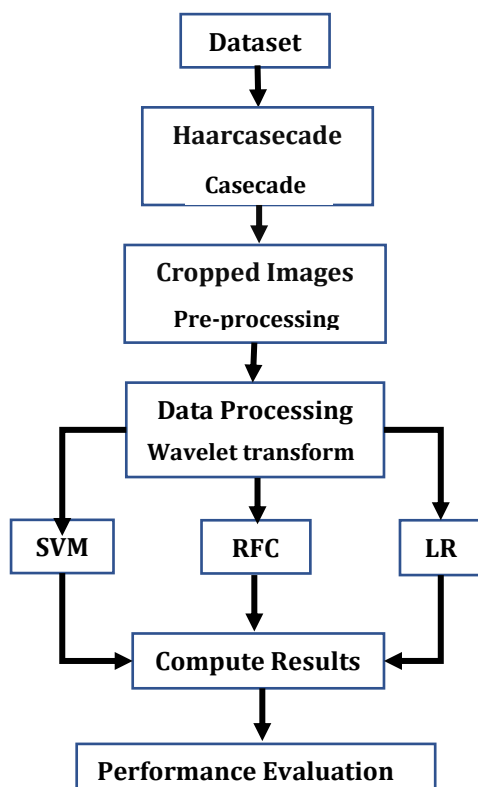 Dataset
Haarcasecade
Casecade
Cropped Images
Pre-processing
Data Processing
Wavelet transform
SVM
RFC
LR
Compute Results
Performance Evaluation